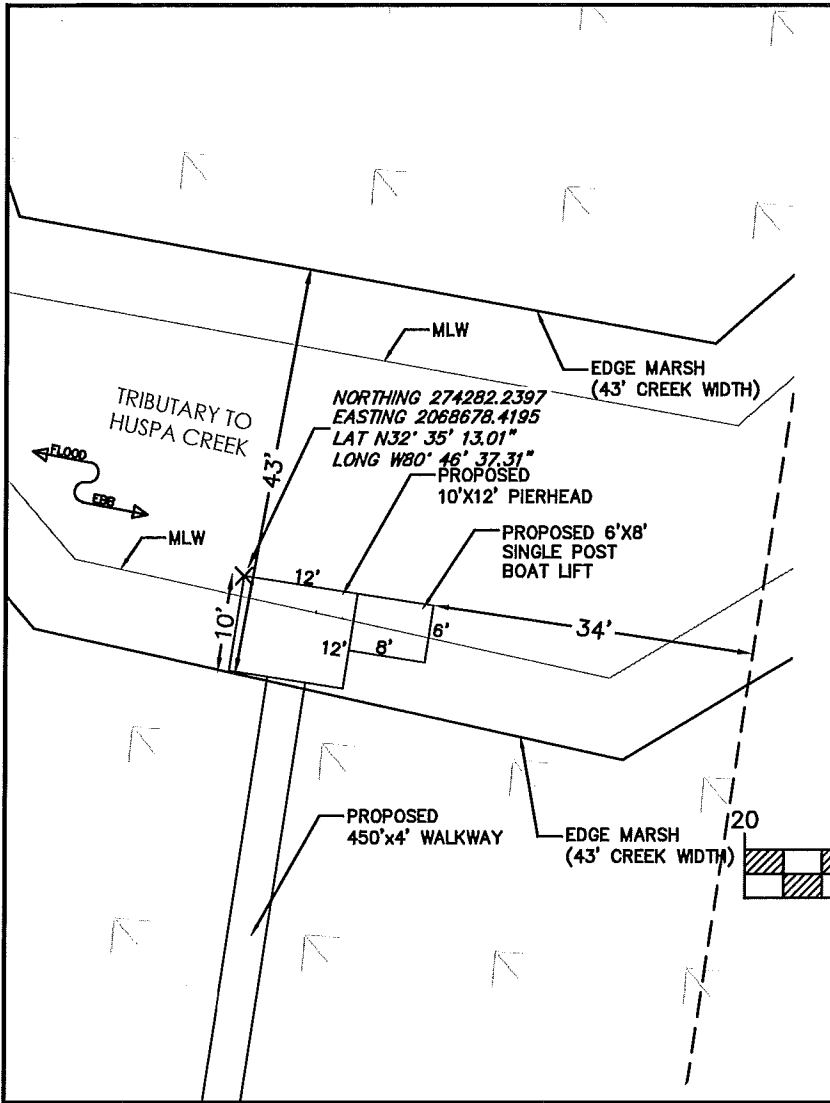 MLW
EDGE MARSH
(43' CREEK WIDTH)
TRIBUTARY TO
HUSPA CREEK
NORTHING 274282.2397
EASTING 2068678.4195
LAT N32° 35' 13.01"
LONG W80° 46' 37.31"
PROPOSED
10'X12' PIERHEAD
43'
FLOOD
EBB
MLW
PROPOSED 6'X8'
SINGLE POST
BOAT LIFT
12'
10'
12'
8'
6'
34'
PROPOSED
450'x4' WALKWAY
EDGE MARSH
(43' CREEK WIDTH)
20